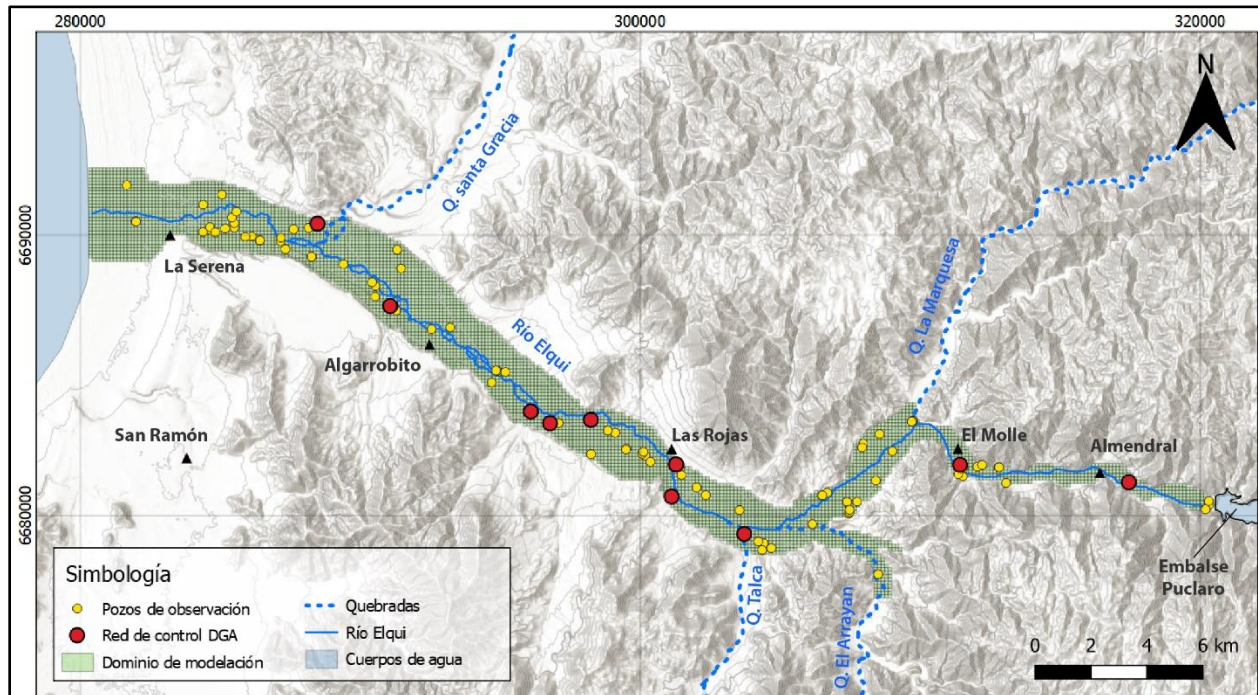 280000
300000
320000
N
Q. santa Gracia
Q. La Marquesa
6690000
La Serena
Río Elqui
Algarrobito
San Ramón
Las Rojas
El Molle
Almendral
6680000
Embalse
Puclaro
Q. Talca
Q. El Arrayan
Simbología
Pozos de observación
Red de control DGA
Dominio de modelación
Quebradas
Río Elqui
Cuerpos de agua
0 2 4 6 km